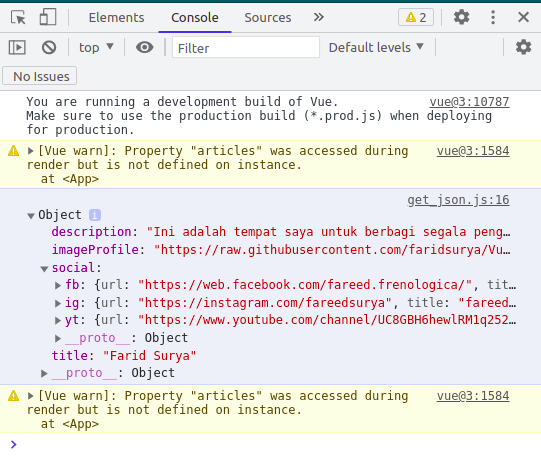 Elements Console Sources » 2
top Filter Default levels
No Issues
You are running a development build of Vue. vue@3:10787
Make sure to use the production build (*.prod.js) when deploying
for production.
[Vue warn]: Property "articles" was accessed during vue@3:1584
render but is not defined on instance.
at <App>
get_json.js:16
Object i
description: "Ini adalah tempat saya untuk berbagi segala peng…
imageProfile: "https://raw.githubusercontent.com/faridsurya/Vu…
social:
fb: {url: "https://web.facebook.com/fareed.frenologica/", tit…
ig: {url: "https://instagram.com/fareedsurya", title: "fareed…
yt: {url: "https://www.youtube.com/channel/UC8GBH6hewlRM1q252…
__proto__: Object
title: "Farid Surya"
__proto__: Object
[Vue warn]: Property "articles" was accessed during vue@3:1584
render but is not defined on instance.
at <App>